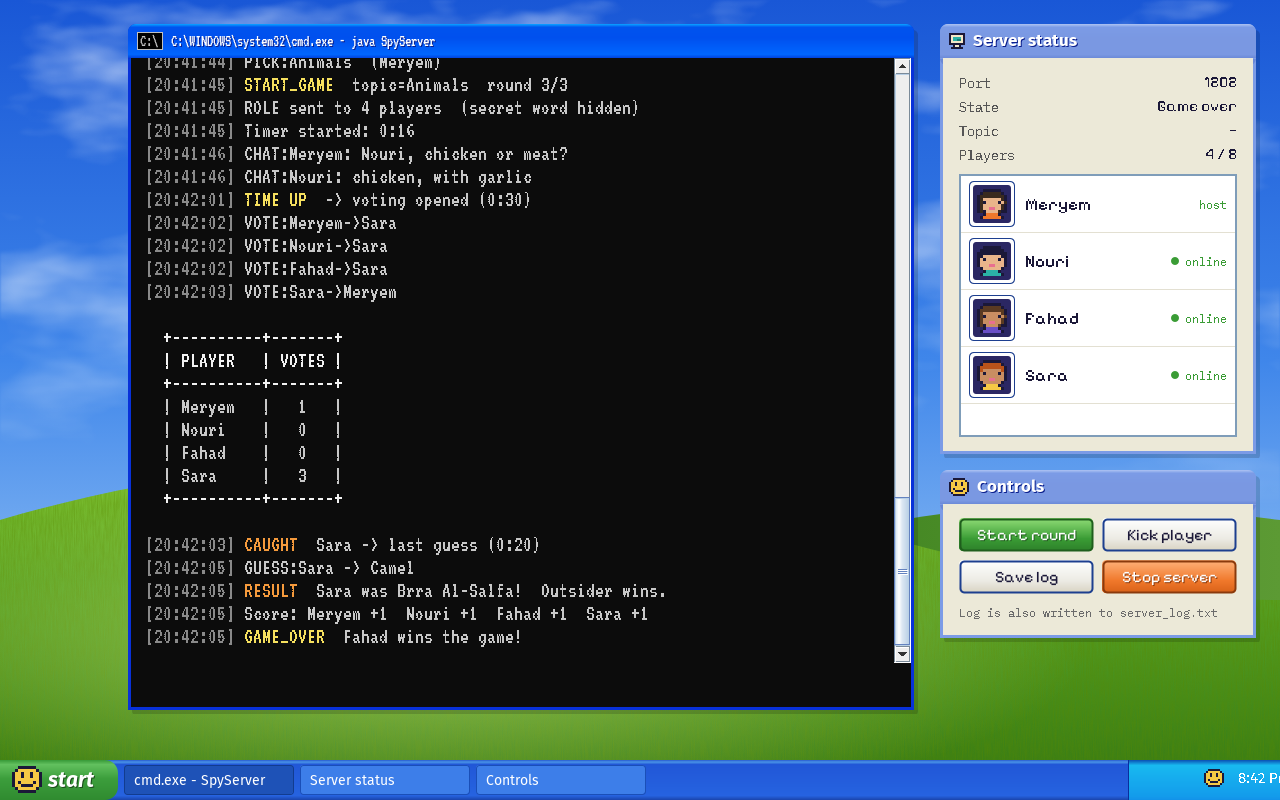 C:\ C:\WINDOWS\system32\cmd.exe - java SpyServer
[20:41:44] PICK:Animals (Meryem)
[20:41:45] START_GAME topic=Animals round 3/3
[20:41:45] ROLE sent to 4 players (secret word hidden)
[20:41:45] Timer started: 0:16
[20:41:46] CHAT:Meryem: Nouri, chicken or meat?
[20:41:46] CHAT:Nouri: chicken, with garlic
[20:42:01] TIME UP -> voting opened (0:30)
[20:42:02] VOTE:Meryem->Sara
[20:42:02] VOTE:Nouri->Sara
[20:42:02] VOTE:Fahad->Sara
[20:42:03] VOTE:Sara->Meryem
+----------+-------+
| PLAYER | VOTES |
+----------+-------+
| Meryem | 1 |
| Nouri | 0 |
| Fahad | 0 |
| Sara | 3 |
+----------+-------+
[20:42:03] CAUGHT Sara -> last guess (0:20)
[20:42:05] GUESS:Sara -> Camel
[20:42:05] RESULT Sara was Brra Al-Salfa! Outsider wins.
[20:42:05] Score: Meryem +1 Nouri +1 Fahad +1 Sara +1
[20:42:05] GAME_OVER Fahad wins the game!
Server status
Port 1808
State Game over
Topic -
Players 4/8
Meryem host
Nouri online
Fahad online
Sara online
Controls
Start round Kick player
Save log Stop server
Log is also written to server_log.txt
start cmd.exe - SpyServer Server status Controls 8:42